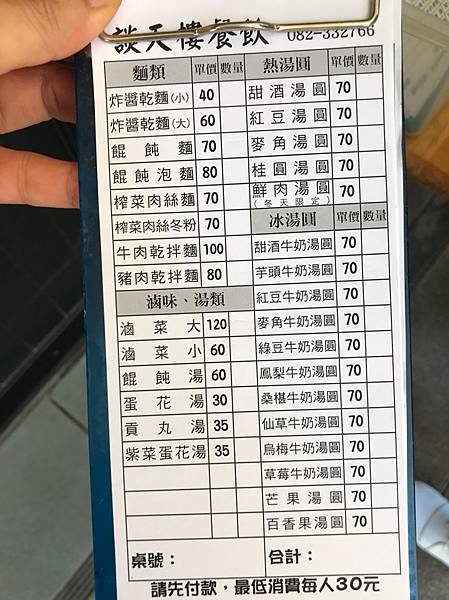 談天樓餐飲 082-332766
麵類 單價 數量
炸醬乾麵(小) 40
炸醬乾麵(大) 60
餛飩麵 70
餛飩泡麵 80
榨菜肉絲麵 70
榨菜肉絲冬粉 70
牛肉乾拌麵 100
豬肉乾拌麵 80
滷味、湯類
滷菜大 120
滷菜小 60
餛飩湯 60
蛋花湯 30
貢丸湯 35
紫菜蛋花湯 35
熱湯圓 單價 數量
甜酒湯圓 70
紅豆湯圓 70
麥角湯圓 70
桂圓湯圓 70
鮮肉湯圓 70
(冬天限定)
冰湯圓 單價 數量
甜酒牛奶湯圓 70
芋頭牛奶湯圓 70
紅豆牛奶湯圓 70
麥角牛奶湯圓 70
綠豆牛奶湯圓 70
鳳梨牛奶湯圓 70
桑椹牛奶湯圓 70
仙草牛奶湯圓 70
烏梅牛奶湯圓 70
草莓牛奶湯圓 70
芒果湯圓 70
百香果湯圓 70
桌號： 合計：
請先付款，最低消費每人30元